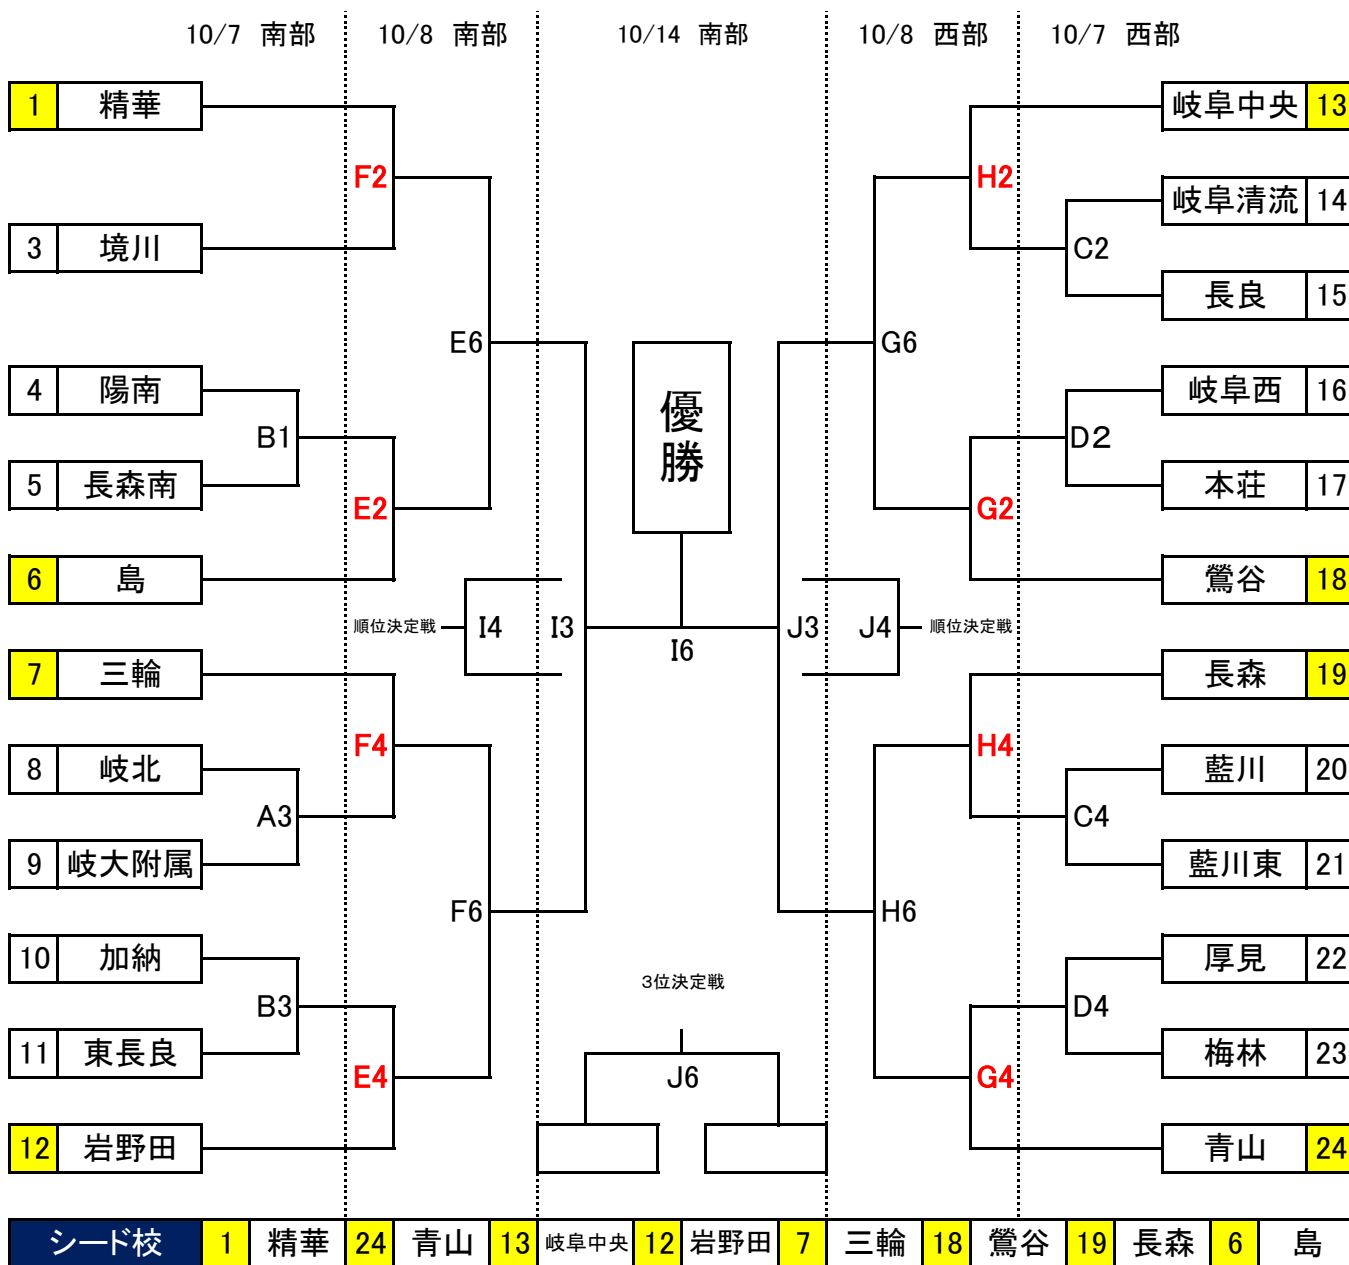 10/7 南部 10/8 南部 10/14 南部 10/8 西部 10/7 西部
1 精華 岐阜中央 13
F2 H2
岐阜清流 14
3 境川 C2
長良 15
E6 G6
4 陽南 岐阜西 16
優勝
B1 D2
5 長森南 本荘 17
E2 G2
6 島 鶯谷 18
順位決定戦 I4 I3 I6 J3 J4 順位決定戦
7 三輪 長森 19
F4 H4
8 岐北 藍川 20
A3 C4
9 岐大附属 藍川東 21
F6 H6
10 加納 厚見 22
3位決定戦
B3 D4
11 東長良 梅林 23
E4 J6 G4
12 岩野田 青山 24
シード校 1 精華 24 青山 13 岐阜中央 12 岩野田 7 三輪 18 鶯谷 19 長森 6 島